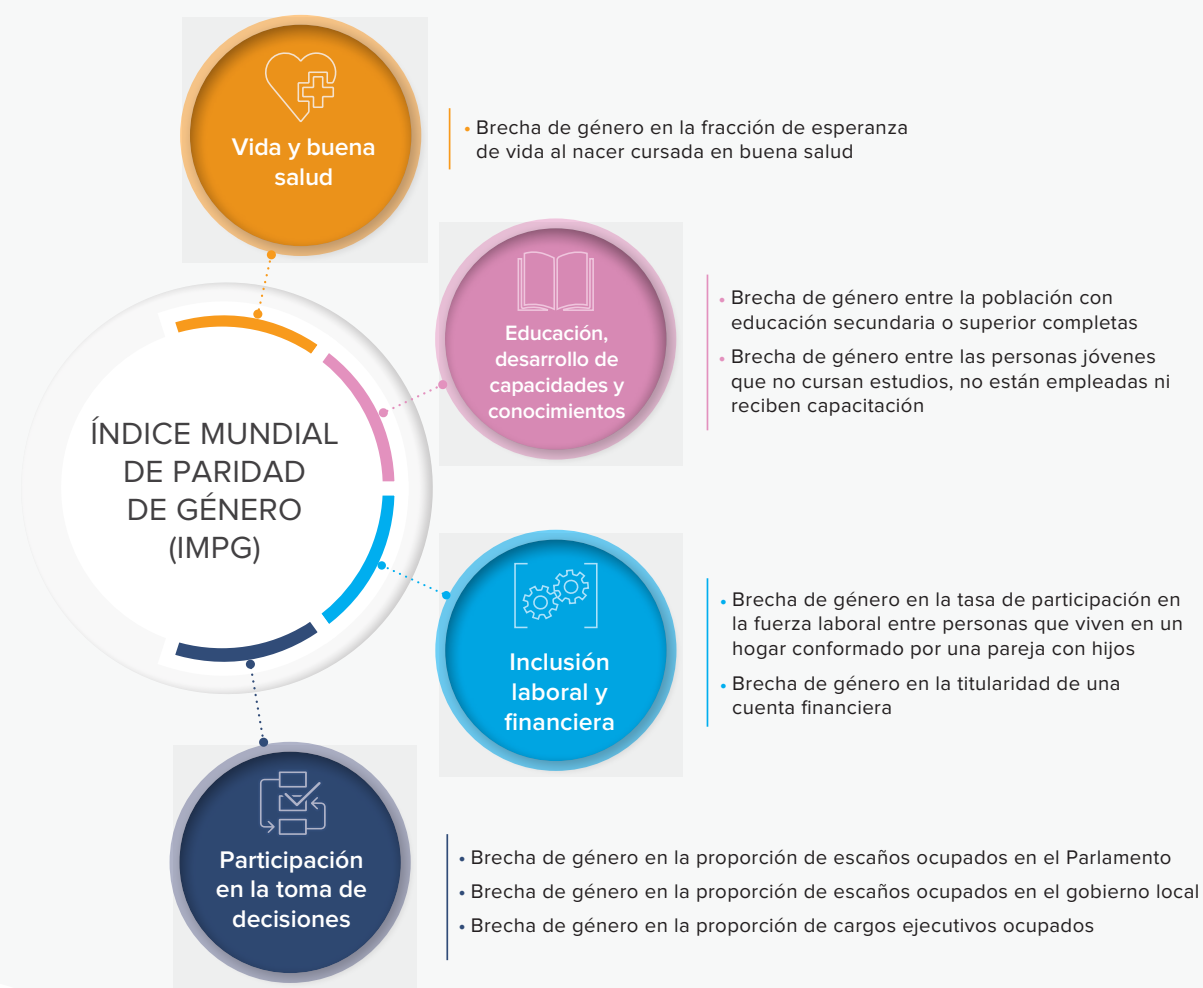 Vida y buena
salud
• Brecha de género en la fracción de esperanza
de vida al nacer cursada en buena salud
Educación,
desarrollo de
capacidades y
conocimientos
• Brecha de género entre la población con
educación secundaria o superior completas
• Brecha de género entre las personas jóvenes
que no cursan estudios, no están empleadas ni
reciben capacitación
ÍNDICE MUNDIAL
DE PARIDAD
DE GÉNERO
(IMPG)
Inclusión
laboral y
financiera
• Brecha de género en la tasa de participación en
la fuerza laboral entre personas que viven en un
hogar conformado por una pareja con hijos
• Brecha de género en la titularidad de una
cuenta financiera
Participación
en la toma de
decisiones
• Brecha de género en la proporción de escaños ocupados en el Parlamento
• Brecha de género en la proporción de escaños ocupados en el gobierno local
• Brecha de género en la proporción de cargos ejecutivos ocupados